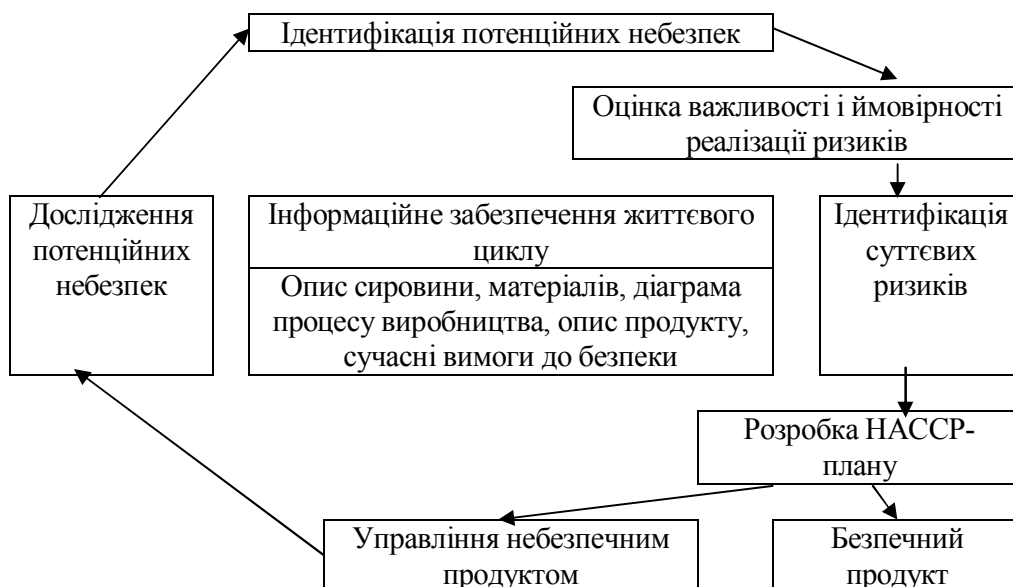 Ідентифікація потенційних небезпек
Оцінка важливості і ймовірності
реалізації ризиків
Дослідження
потенційних
небезпек
Інформаційне забезпечення життєвого
циклу
Опис сировини, матеріалів, діаграма
процесу виробництва, опис продукту,
сучасні вимоги до безпеки
Ідентифікація
суттєвих
ризиків
Розробка НАССР-
плану
Управління небезпечним
продуктом
Безпечний
продукт